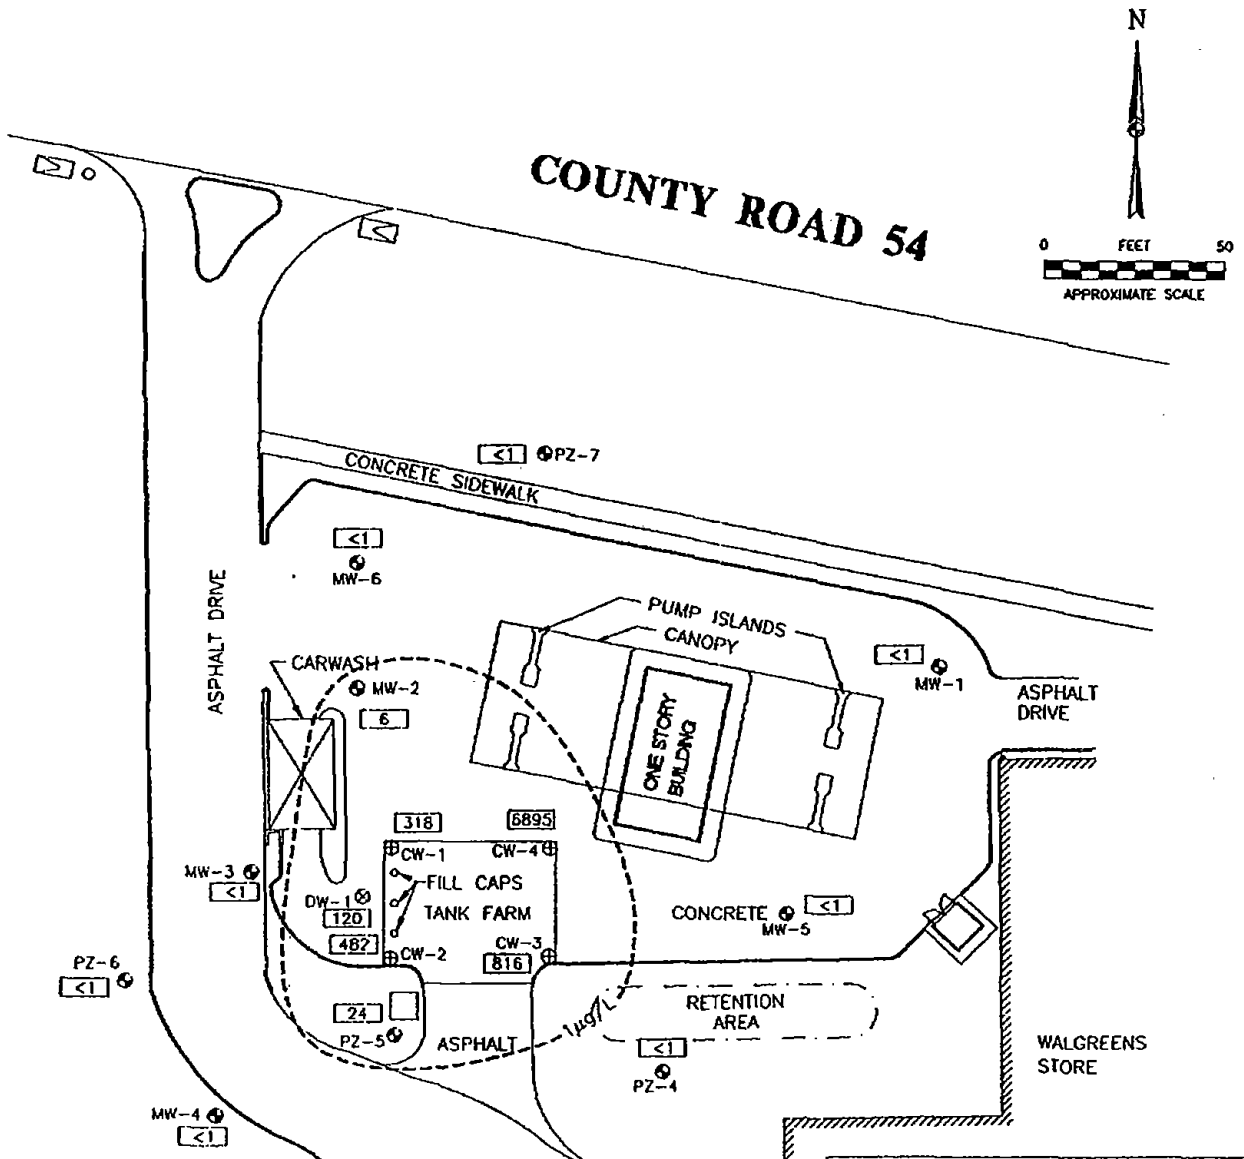 N
COUNTY ROAD 54
0 FEET 50
APPROXIMATE SCALE
<1 PZ-7
CONCRETE SIDEWALK
<1
MW-6
ASPHALT DRIVE
PUMP ISLANDS
CANOPY
<1
MW-1
CARWASH
MW-2
6
ASPHALT
DRIVE
ONE STORY
BUILDING
318
6895
CW-1
CW-4
MW-3
<1
FILL CAPS
DW-1
120
TANK FARM
CONCRETE
<1
MW-5
482
CW-2
CW-3
816
PZ-6
<1
24
PZ-5
ASPHALT
1µg/L
RETENTION
AREA
<1
PZ-4
WALGREENS
STORE
MW-4
<1